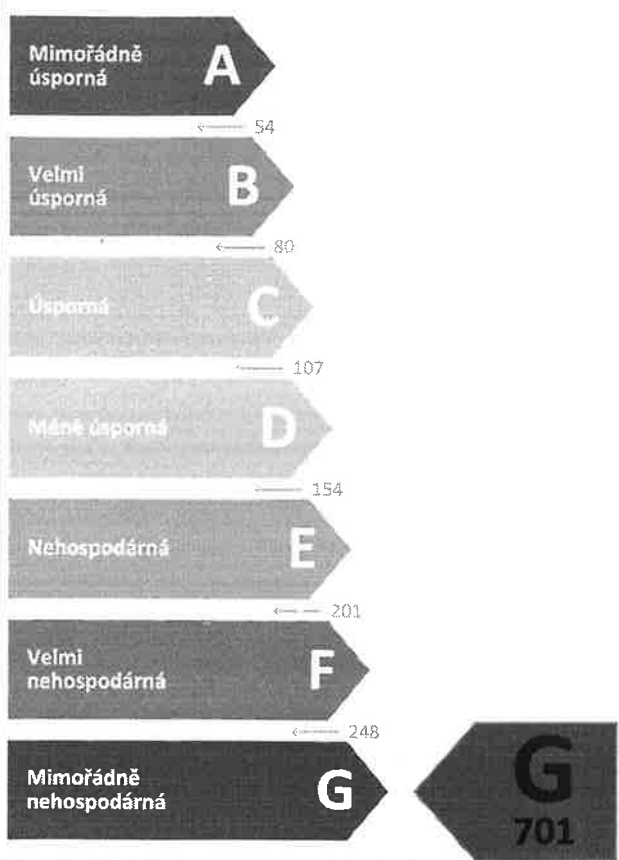 Mimořádně
úsporná
A
54
Velmi
úsporná
B
80
Úsporná
C
107
Méně úsporná
D
154
Nehospodárná
E
201
Velmi
nehospodárná
F
248
Mimořádně
nehospodárná
G
G
701